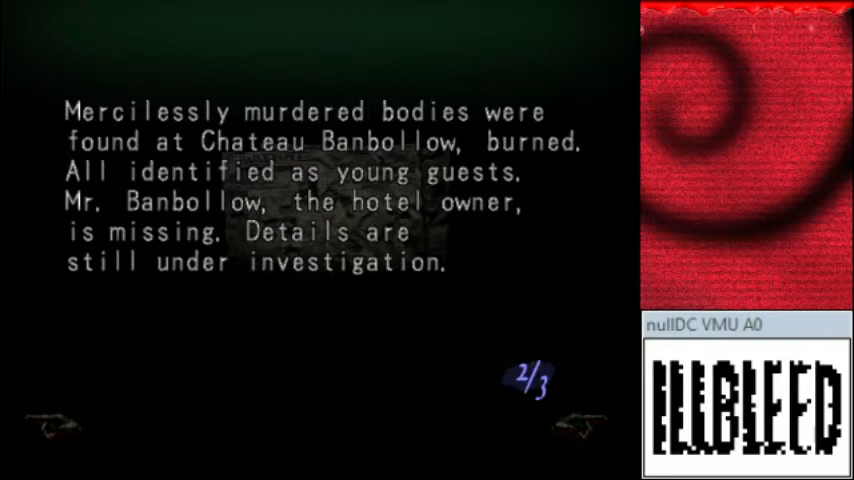 Mercilessly murdered bodies were
found at Chateau Banbollow, burned.
All identified as young guests.
Mr. Banbollow, the hotel owner,
is missing. Details are
still under investigation.
2/3
nullDC VMU A0
ILLBLEED